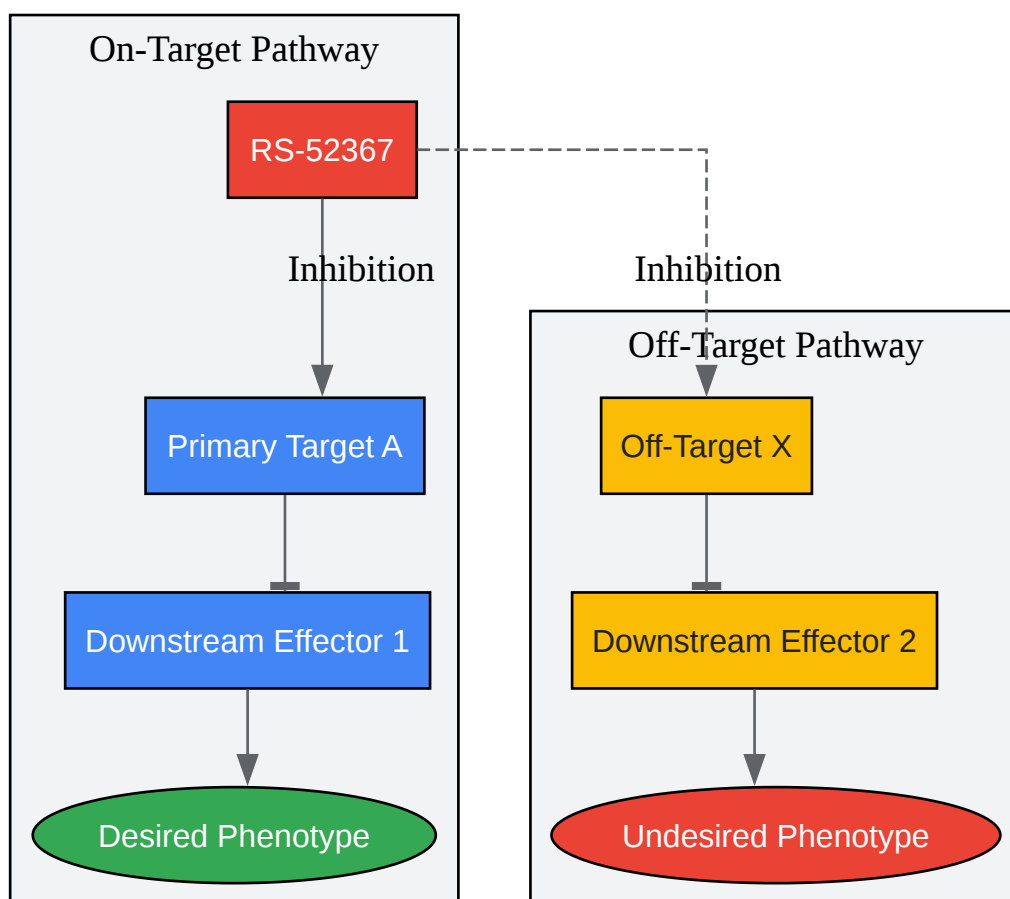 On-Target Pathway
RS-52367
Inhibition
Primary Target A
Downstream Effector 1
Desired Phenotype
Inhibition
Off-Target Pathway
Off-Target X
Downstream Effector 2
Undesired Phenotype